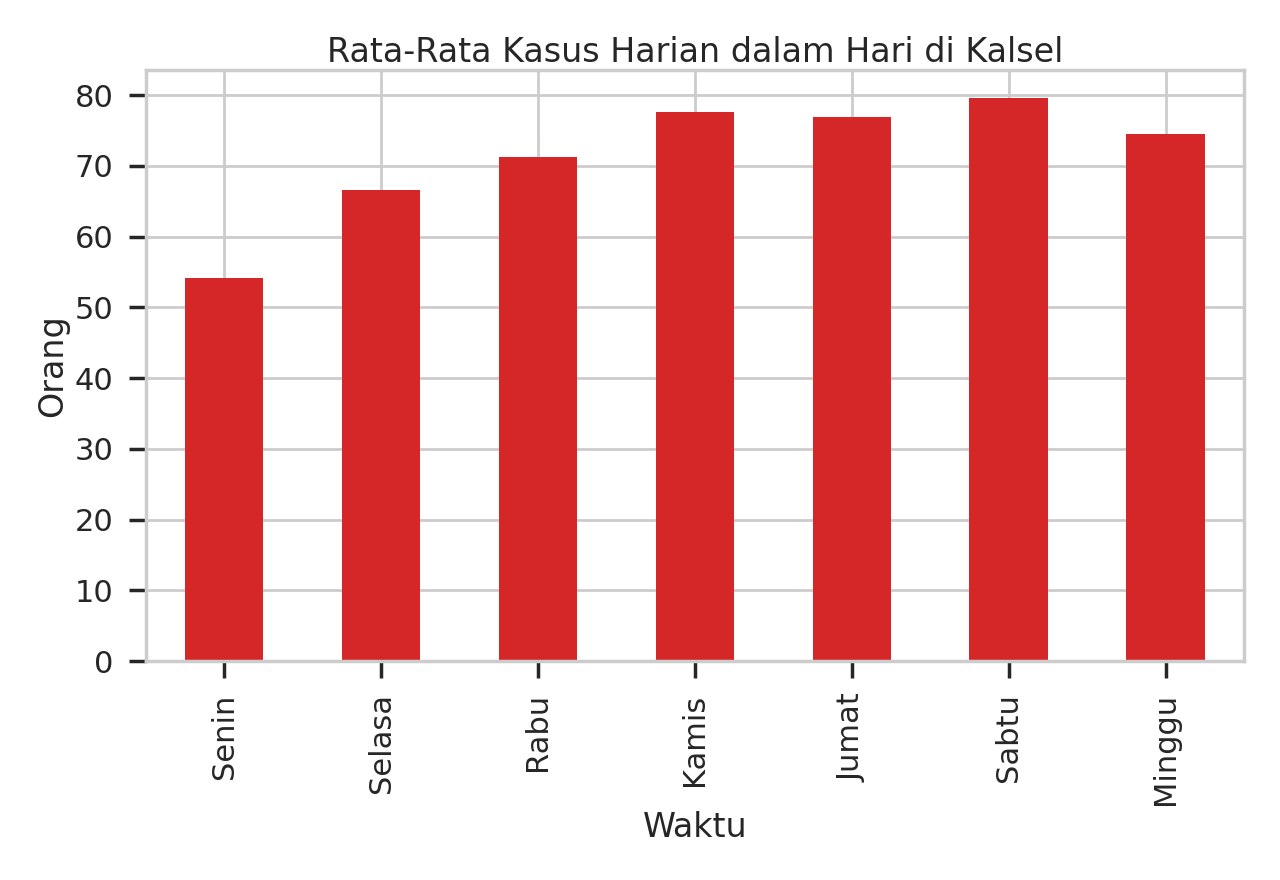 Rata-Rata Kasus Harian dalam Hari di Kalsel
80
70
60
50
40
30
20
10
0
Orang
Senin
Selasa
Rabu
Kamis
Jumat
Sabtu
Minggu
Waktu